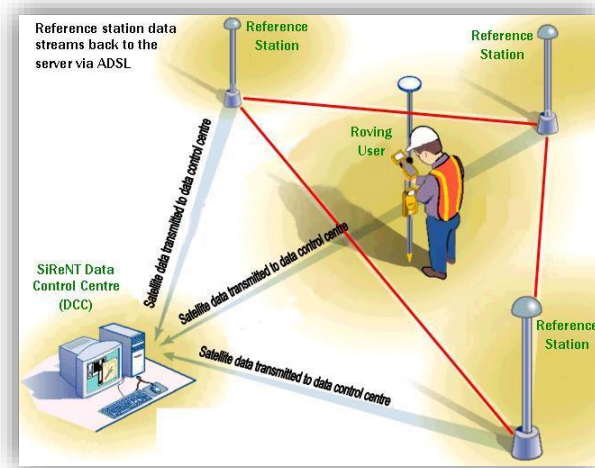 Reference station data
streams back to the
server via ADSL
Reference
Station
Reference
Station
Roving
User
Satellite data transmitted to data control centre
SiReNT Data
Control Centre
(DCC)
Satellite data transmitted to data control centre
Reference
Station
Satellite data transmitted to data control centre